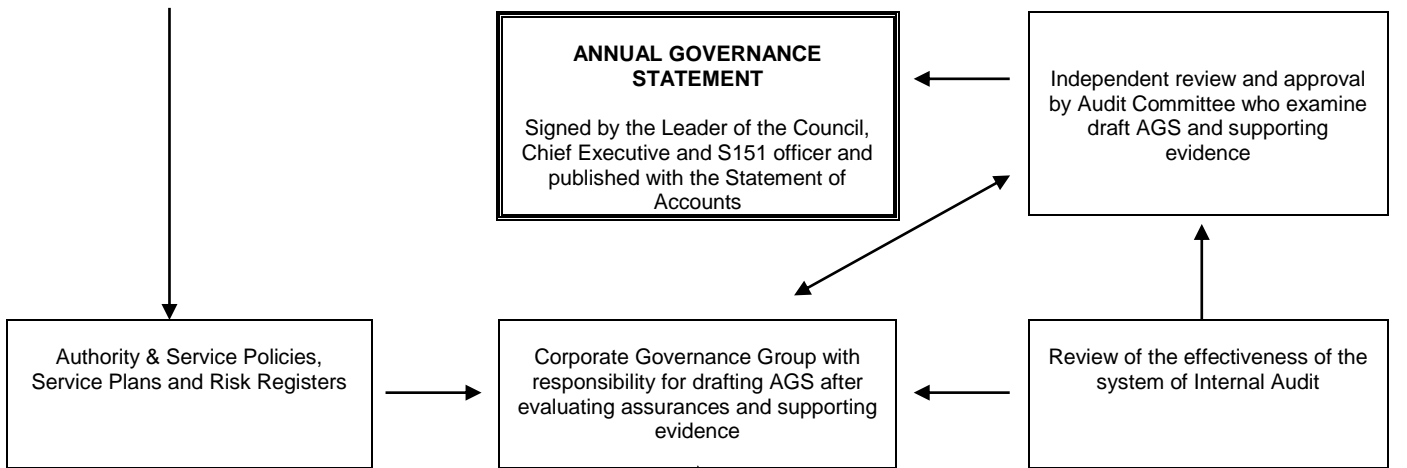 ANNUAL GOVERNANCE
STATEMENT
Signed by the Leader of the Council,
Chief Executive and S151 officer and
published with the Statement of
Accounts
Independent review and approval
by Audit Committee who examine
draft AGS and supporting
evidence
Authority & Service Policies,
Service Plans and Risk Registers
Corporate Governance Group with
responsibility for drafting AGS after
evaluating assurances and supporting
evidence
Review of the effectiveness of the
system of Internal Audit